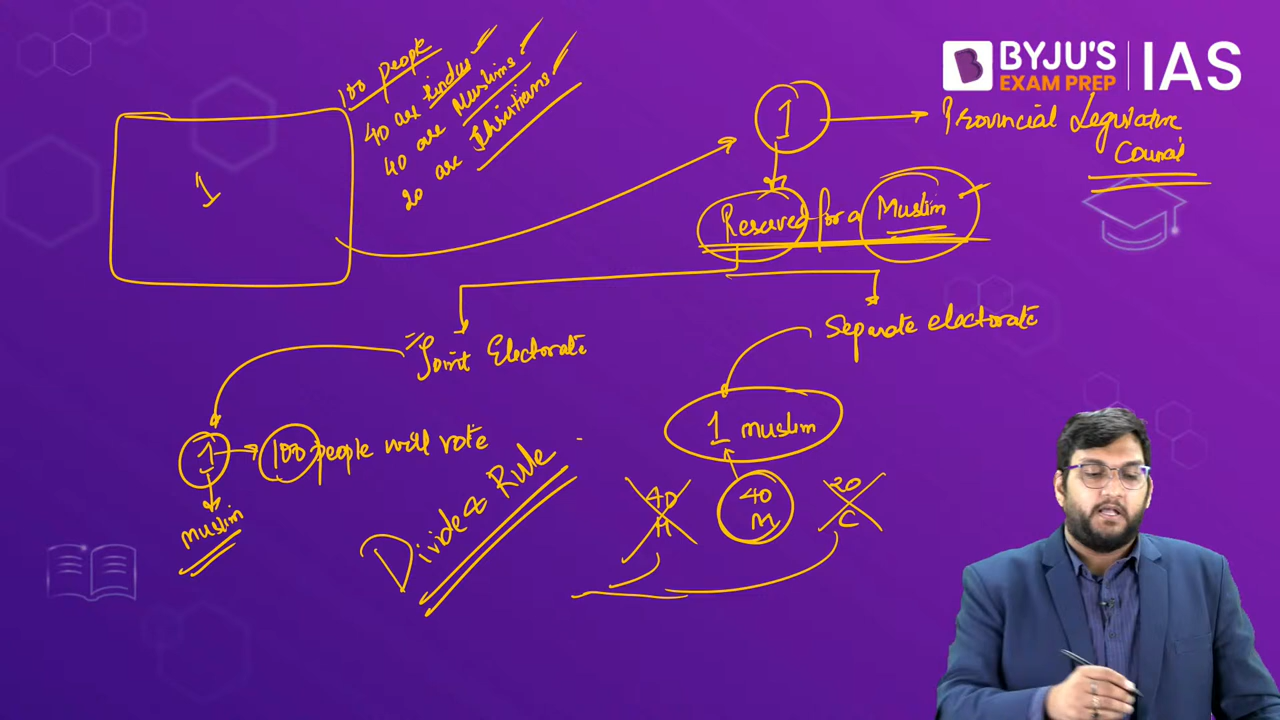 BYJU'S
EXAM PREP
IAS
100 people
40 are Hindus
40 are Muslims
20 are Christians
1
1
Provincial Legislature
Council
Reserved for a Muslim
Joint Electorate
Separate electorate
1
100 people will vote
muslim
Divide & Rule
1 muslim
40
H
40
M
20
C